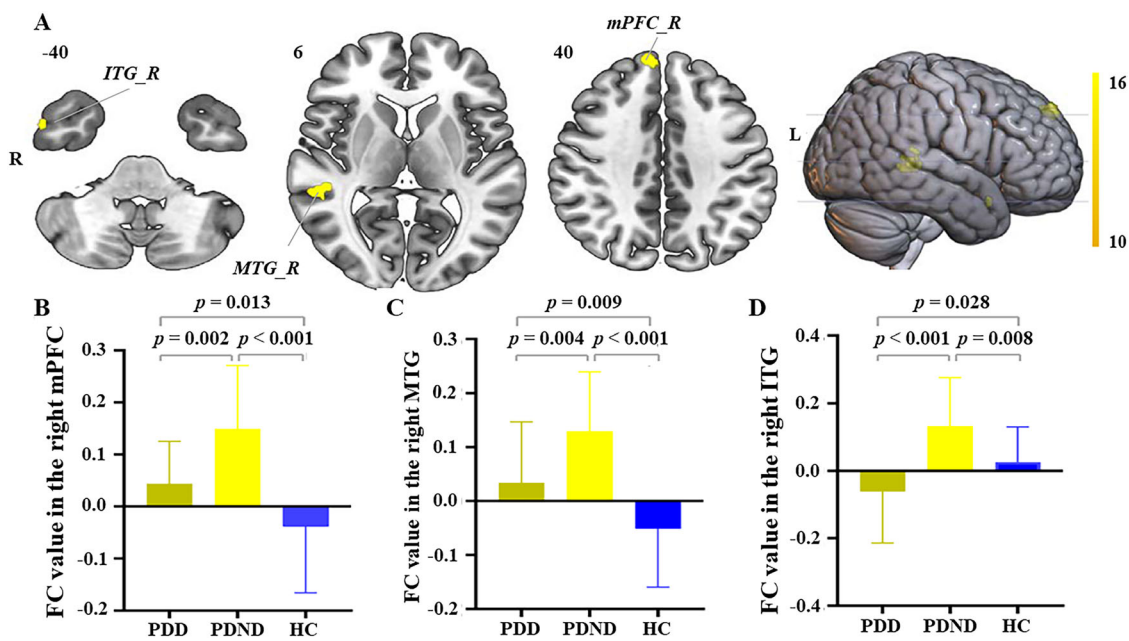 A
-40
ITG_R
R
6
MTG_R
40
mPFC_R
L
16
10
B
p = 0.013
p = 0.002
p < 0.001
FC value in the right mPFC
0.3
0.2
0.1
0.0
-0.1
-0.2
PDD
PDND
HC
C
p = 0.009
p = 0.004
p < 0.001
FC value in the right MTG
0.3
0.2
0.1
0.0
-0.1
-0.2
PDD
PDND
HC
D
p = 0.028
p < 0.001
p = 0.008
FC value in the right ITG
0.4
0.2
0.0
-0.2
-0.4
PDD
PDND
HC